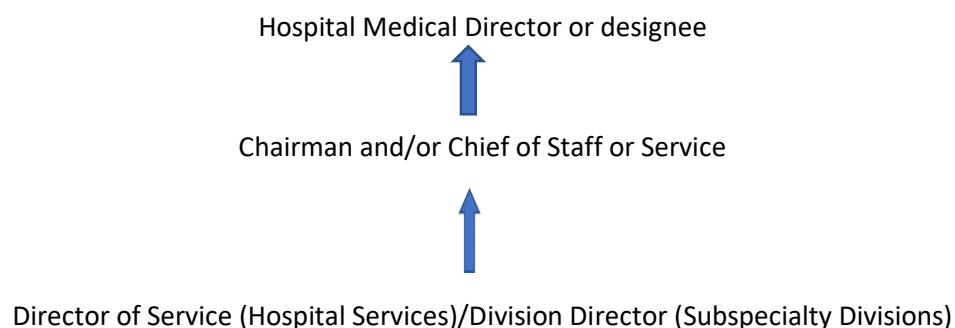 Hospital Medical Director or designee
Chairman and/or Chief of Staff or Service
Director of Service (Hospital Services)/Division Director (Subspecialty Divisions)